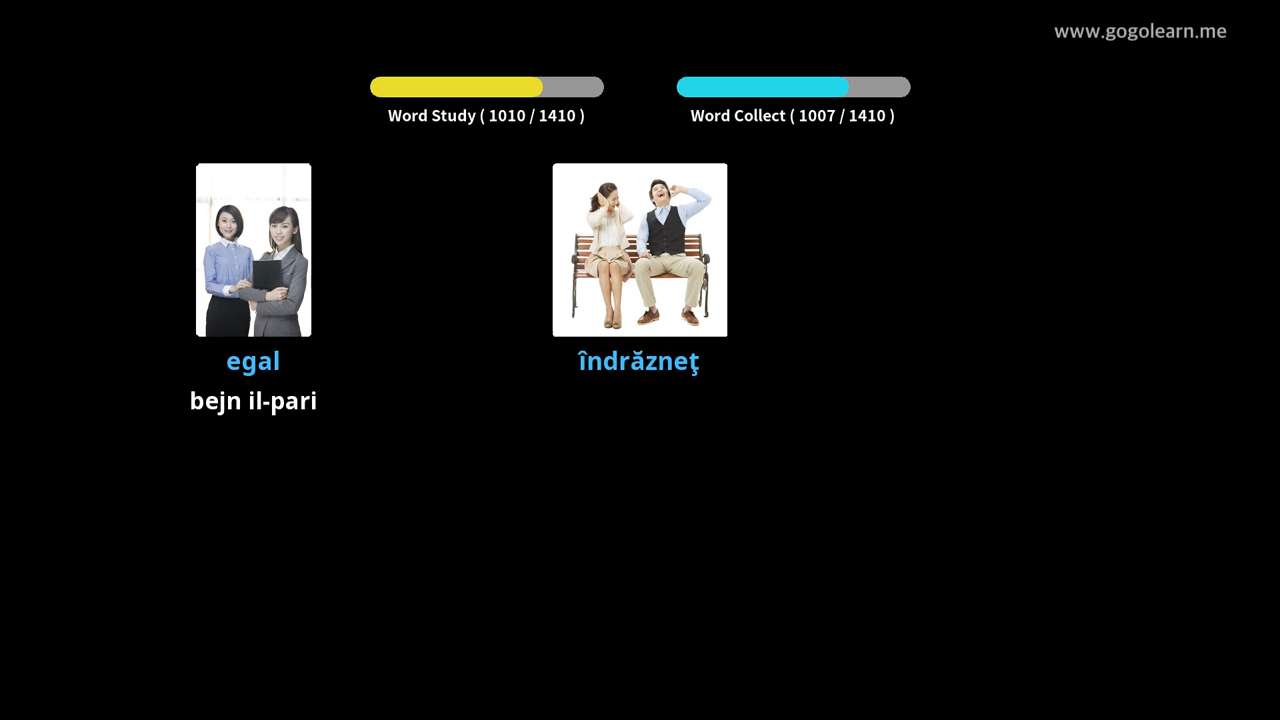 www.gogolearn.me
Word Study ( 1010 / 1410 )
Word Collect ( 1007 / 1410 )
egal
îndrăzneţ
bejn il-pari